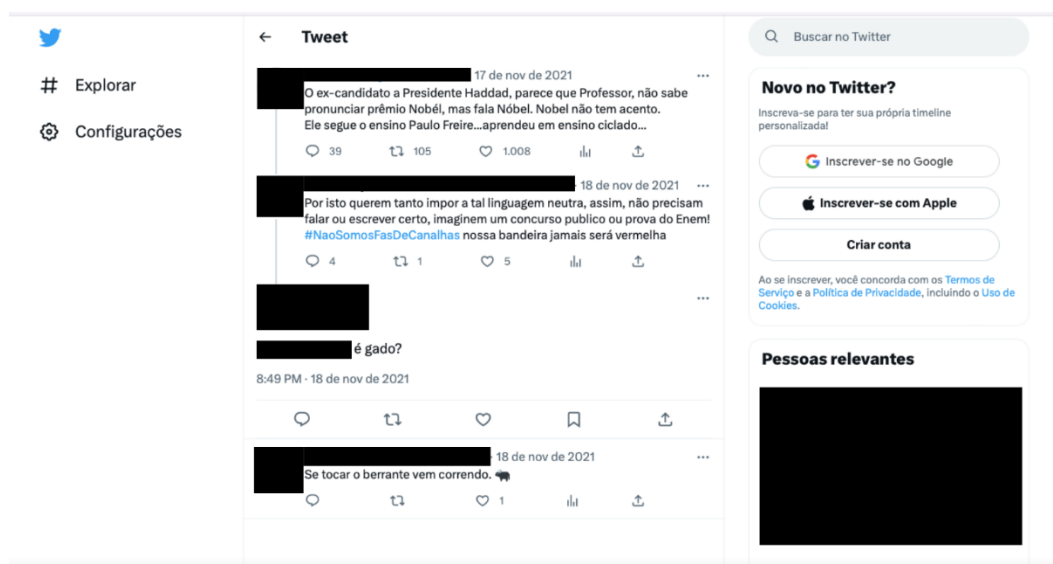 Tweet
Buscar no Twitter
Explorar
Configurações
17 de nov de 2021
O ex-candidato a Presidente Haddad, parece que Professor, não sabe
pronunciar prêmio Nobél, mas fala Nóbel. Nobel não tem acento.
Ele segue o ensino Paulo Freire...aprendeu em ensino ciclado...
39 105 1.008
18 de nov de 2021
Por isto querem tanto impor a tal linguagem neutra, assim, não precisam
falar ou escrever certo, imaginem um concurso publico ou prova do Enem!
#NaoSomosFasDeCanalhas nossa bandeira jamais será vermelha
4 1 5
é gado?
8:49 PM · 18 de nov de 2021
18 de nov de 2021
Se tocar o berrante vem correndo.
1
Novo no Twitter?
Inscreva-se para ter sua própria timeline
personalizada!
Inscrever-se no Google
Inscrever-se com Apple
Criar conta
Ao se inscrever, você concorda com os Termos de
Serviço e a Política de Privacidade, incluindo o Uso de
Cookies.
Pessoas relevantes